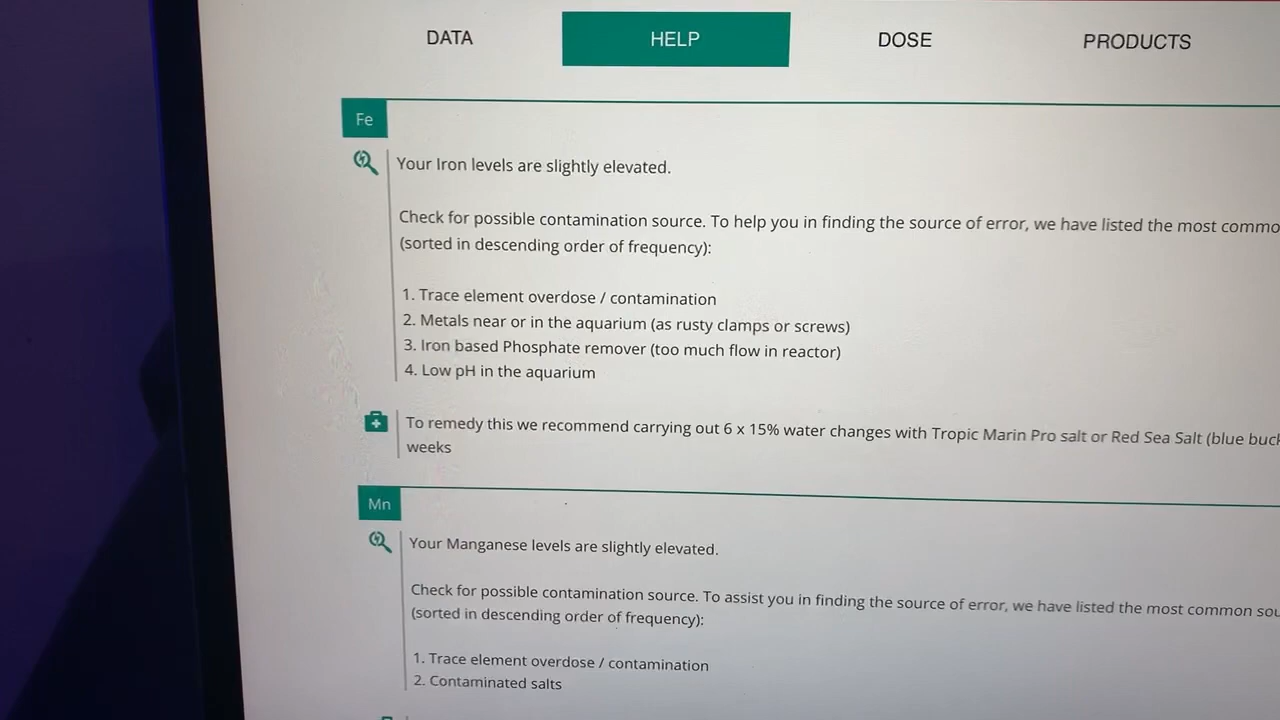 DATA HELP DOSE PRODUCTS
Fe
Your Iron levels are slightly elevated.
Check for possible contamination source. To help you in finding the source of error, we have listed the most
(sorted in descending order of frequency):
1. Trace element overdose / contamination
2. Metals near or in the aquarium (as rusty clamps or screws)
3. Iron based Phosphate remover (too much flow in reactor)
4. Low pH in the aquarium
To remedy this we recommend carrying out 6 x 15% water changes with Tropic Marin Pro salt or Red Sea Salt (blue
weeks
Mn
Your Manganese levels are slightly elevated.
Check for possible contamination source. To assist you in finding the source of error, we have listed the most common
(sorted in descending order of frequency):
1. Trace element overdose / contamination
2. Contaminated salts